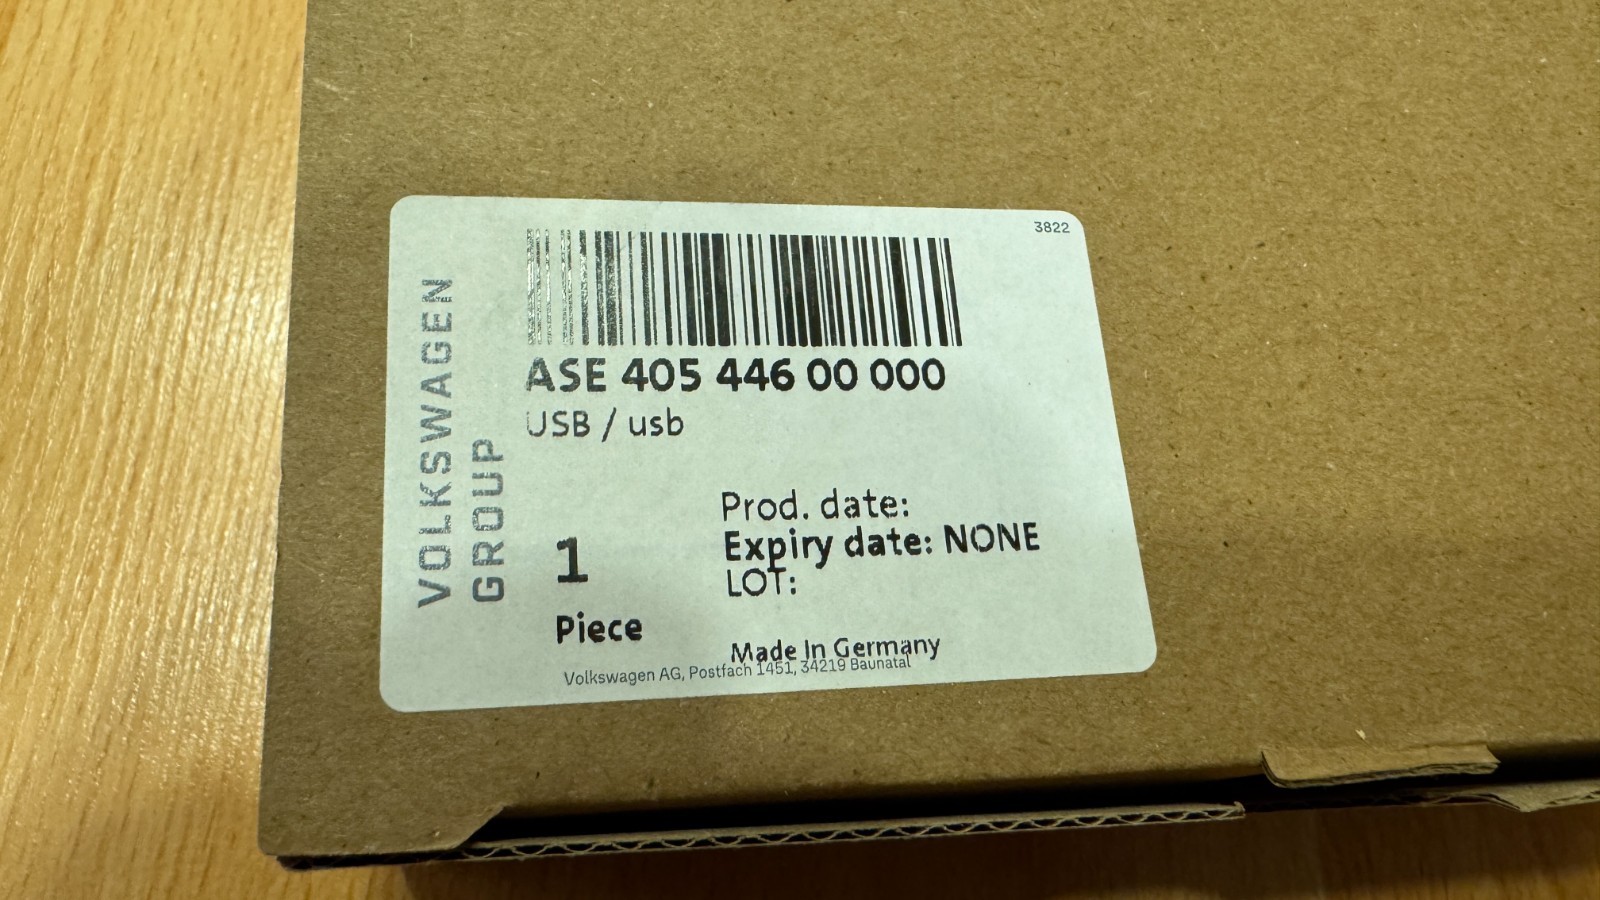 3822
VOLKSWAGEN
GROUP
ASE 405 446 00 000
USB / usb
1
Piece
Prod. date:
Expiry date: NONE
LOT:
Made In Germany
Volkswagen AG, Postfach 1451, 34219 Baunatal